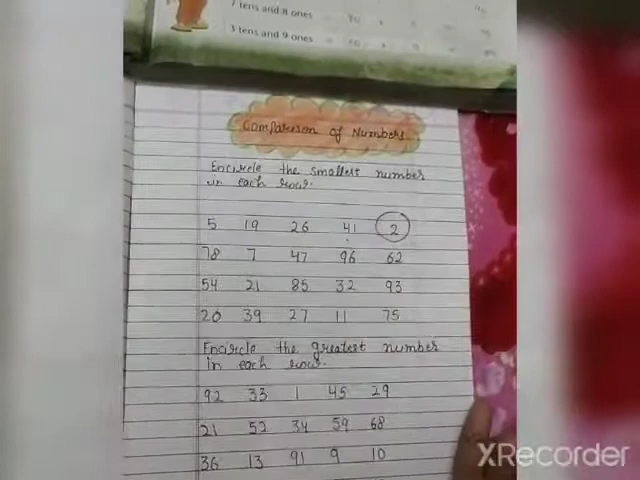 7 tens and 8 ones
3 tens and 9 ones
Comparison of Numbers.
Encircle the smallest number
in each row.
5 19 26 41 2
78 7 47 96 62
54 21 85 32 93
20 39 27 11 75
Encircle the greatest number
in each row.
92 33 1 45 29
21 52 34 59 68
36 13 91 9 10
XRecorder